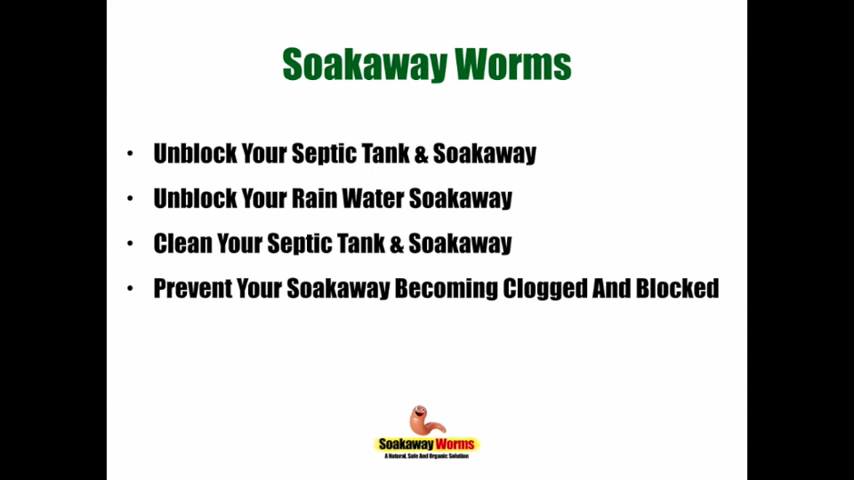 Soakaway Worms
• Unblock Your Septic Tank & Soakaway
• Unblock Your Rain Water Soakaway
• Clean Your Septic Tank & Soakaway
• Prevent Your Soakaway Becoming Clogged And Blocked
Soakaway Worms
A Natural, Safe And Organic Solution